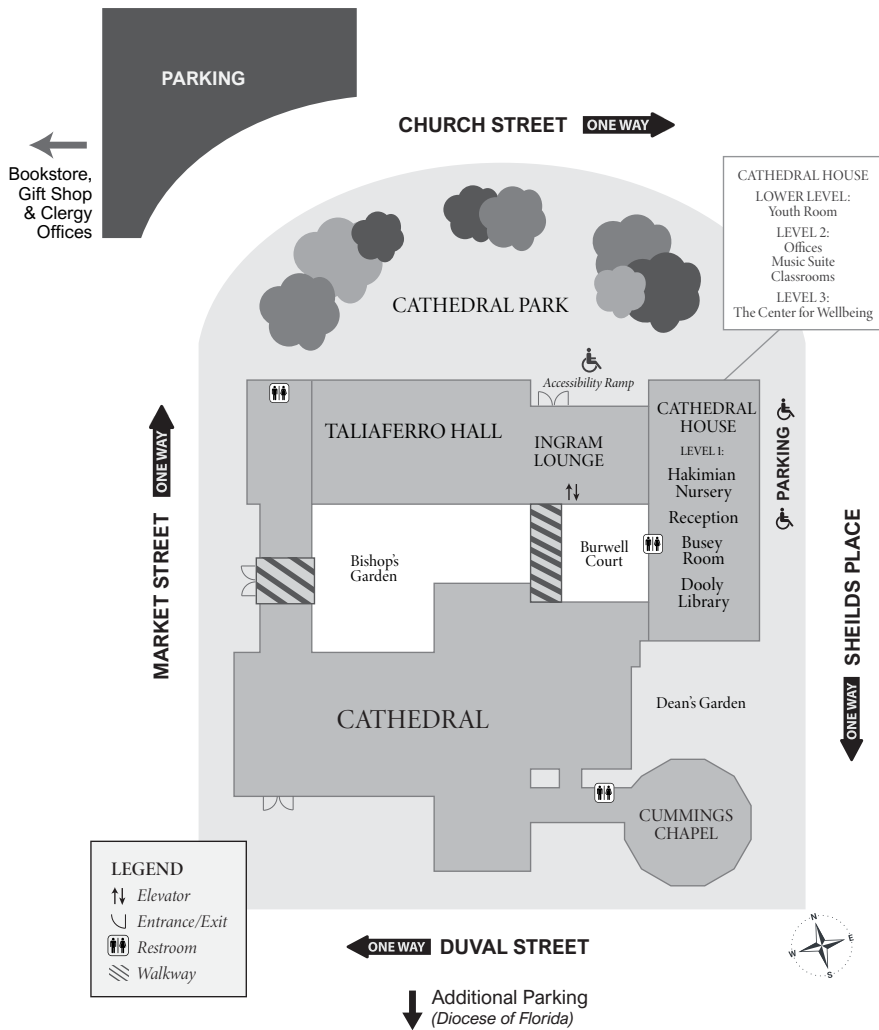 PARKING
CHURCH STREET ONE WAY
Bookstore,
Gift Shop
& Clergy
Offices
CATHEDRAL HOUSE
LOWER LEVEL:
Youth Room
LEVEL 2:
Offices
Music Suite
Classrooms
LEVEL 3:
The Center for Wellbeing
CATHEDRAL PARK
Accessibility Ramp
TALIAFERRO HALL
INGRAM
LOUNGE
CATHEDRAL
HOUSE
LEVEL 1:
Hakimian
Nursery
Reception
Busey
Room
Dooly
Library
PARKING
MARKET STREET ONE WAY
SHEILDS PLACE ONE WAY
Bishop's
Garden
Burwell
Court
CATHEDRAL
Dean's Garden
CUMMINGS
CHAPEL
LEGEND
Elevator
Entrance/Exit
Restroom
Walkway
ONE WAY DUVAL STREET
N
E
S
W
Additional Parking
(Diocese of Florida)